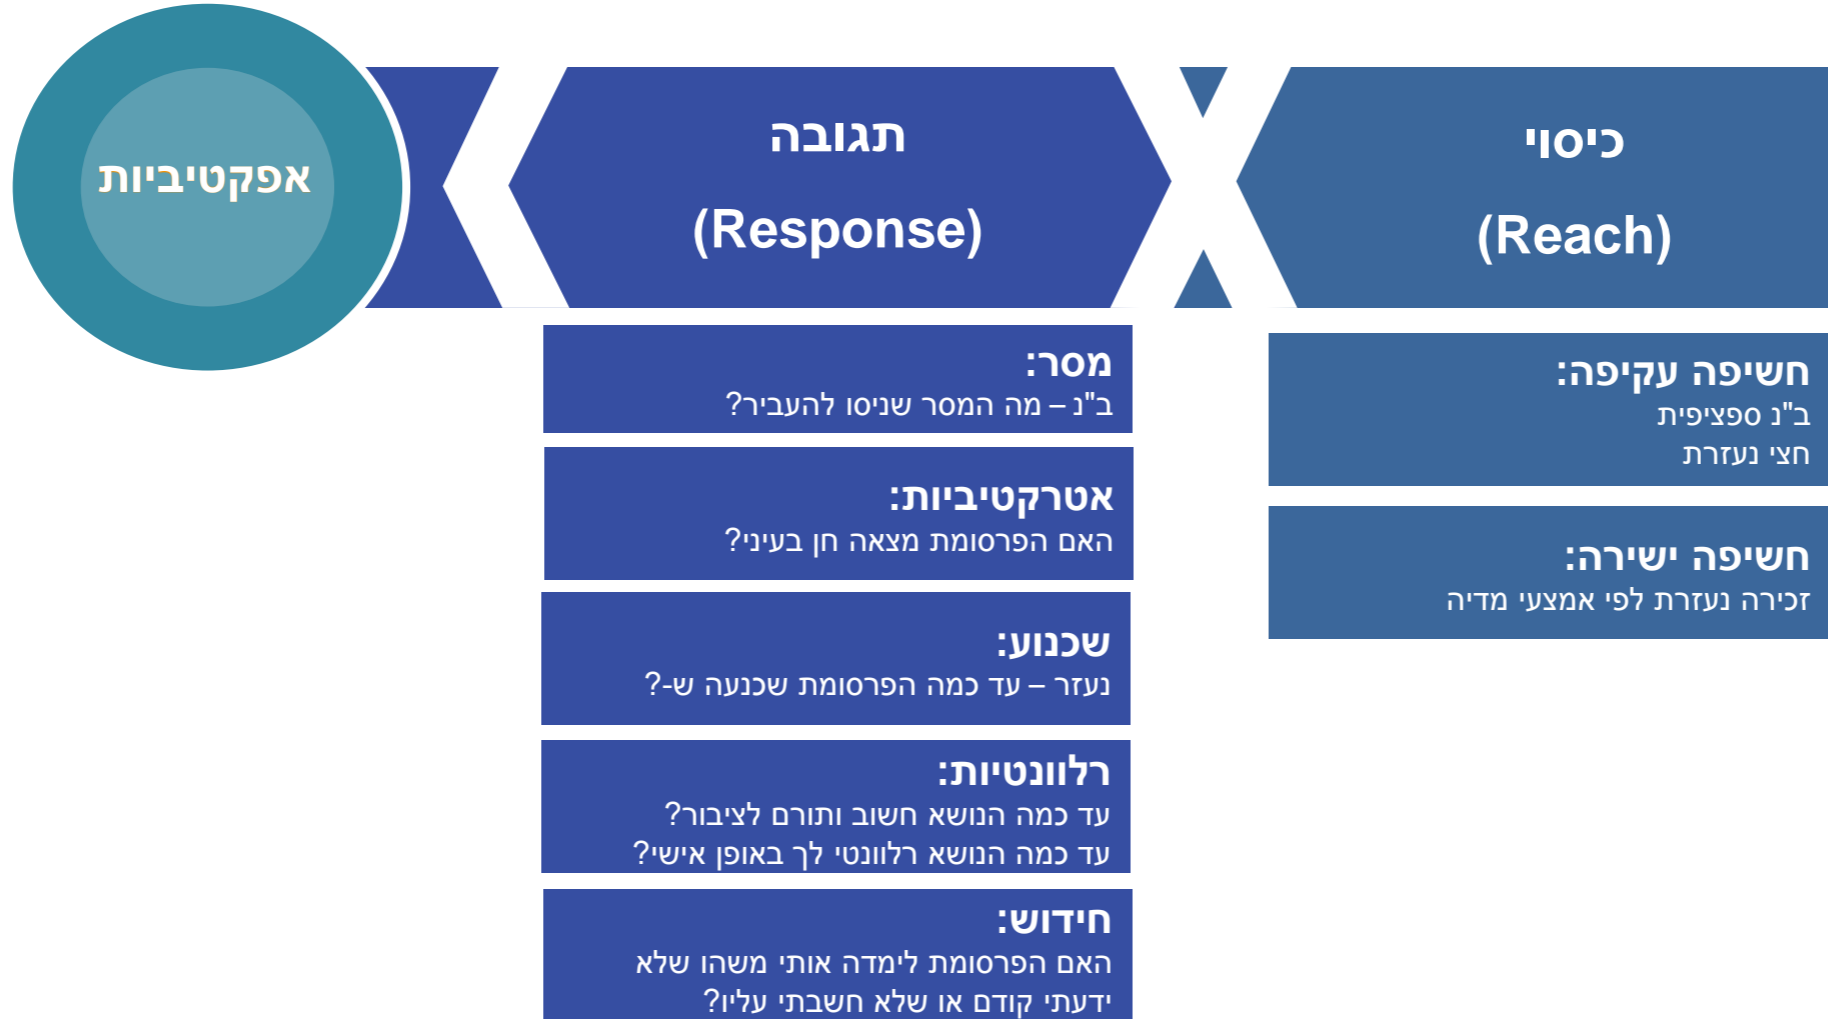 כיסוי
(Reach)
חשיפה עקיפה:
ב"נ ספציפית
חצי נעזרת
חשיפה ישירה:
זכירה נעזרת לפי אמצעי מדיה
תגובה
(Response)
מסר:
ב"נ – מה המסר שניסו להעביר?
אטרקטיביות:
האם הפרסומת מצאה חן בעיני?
שכנוע:
נעזר – עד כמה הפרסומת שכנעה ש-?
רלוונטיות:
עד כמה הנושא חשוב ותורם לציבור?
עד כמה הנושא רלוונטי לך באופן אישי?
חידוש:
האם הפרסומת לימדה אותי משהו שלא
ידעתי קודם או שלא חשבתי עליו?
אפקטיביות